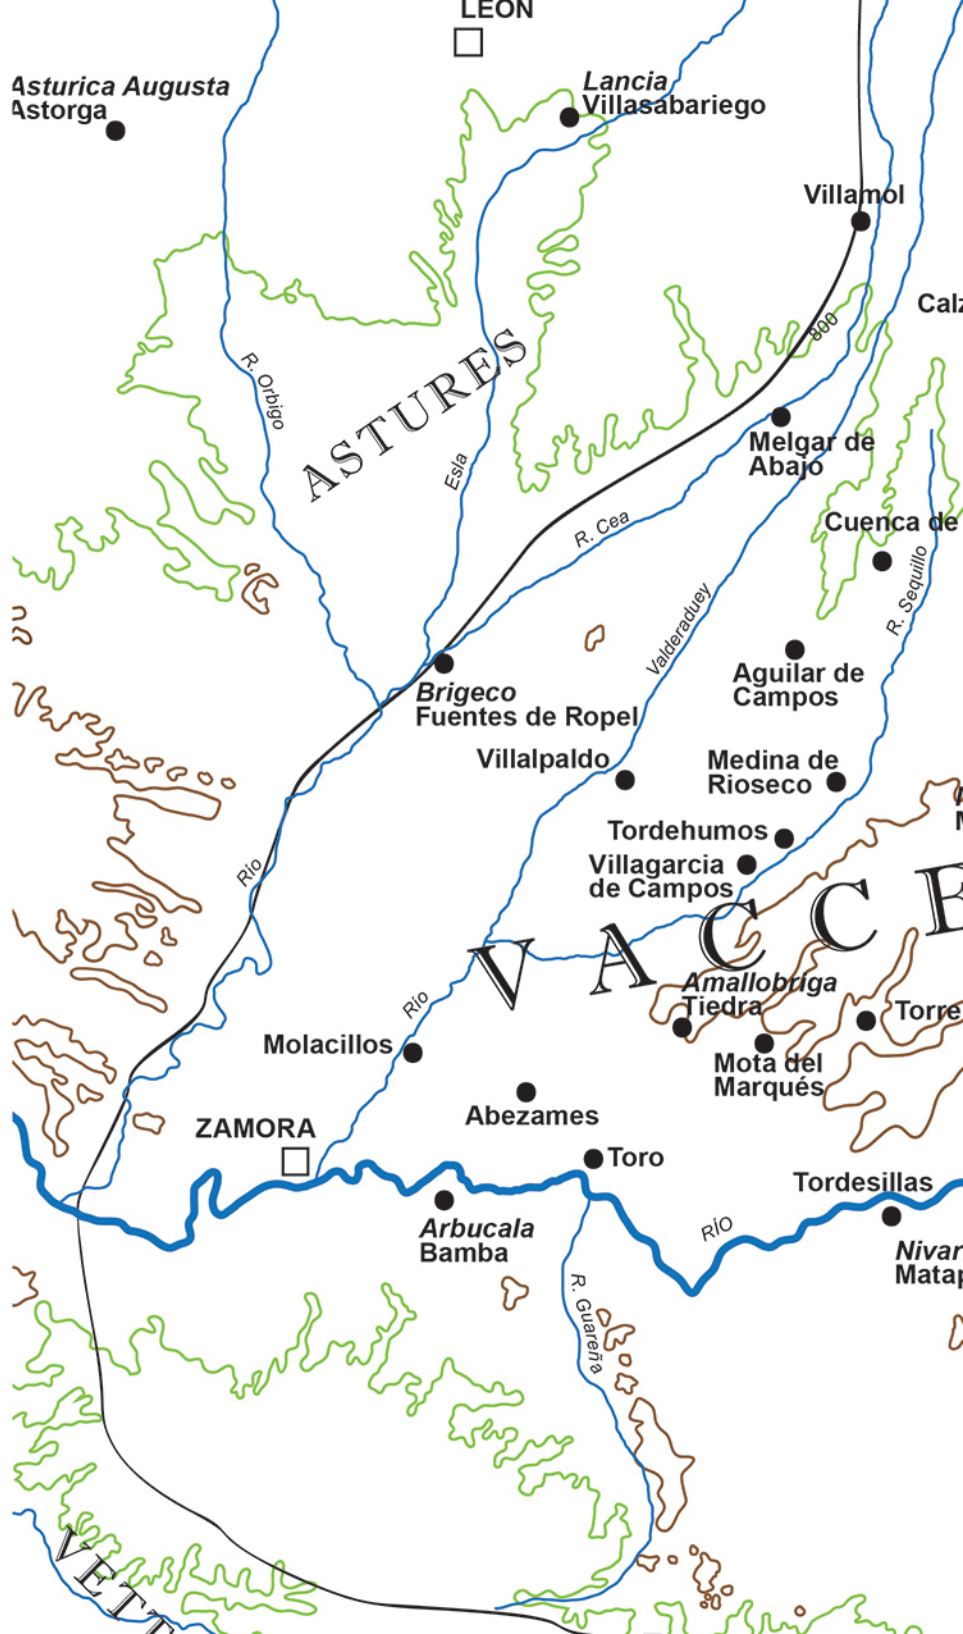 LEÓN
Asturica Augusta
Astorga
Lancia
Villasabariego
Villamol
Calz
800
R. Orbigo
ASTURES
Esla
Melgar de
Abajo
R. Cea
Cuenca de
R. Sequillo
Valderaduey
Aguilar de
Campos
Brigeco
Fuentes de Ropel
Villalpaldo
Medina de
Rioseco
Tordehumos
Villagarcia
de Campos
Río
VACCE
Amallobriga
Tiedra
Torre
Río
Molacillos
Mota del
Marqués
Abezames
ZAMORA
Toro
Tordesillas
Arbucala
Bamba
RÍO
Nivar
Matap
R. Guareña
VETT